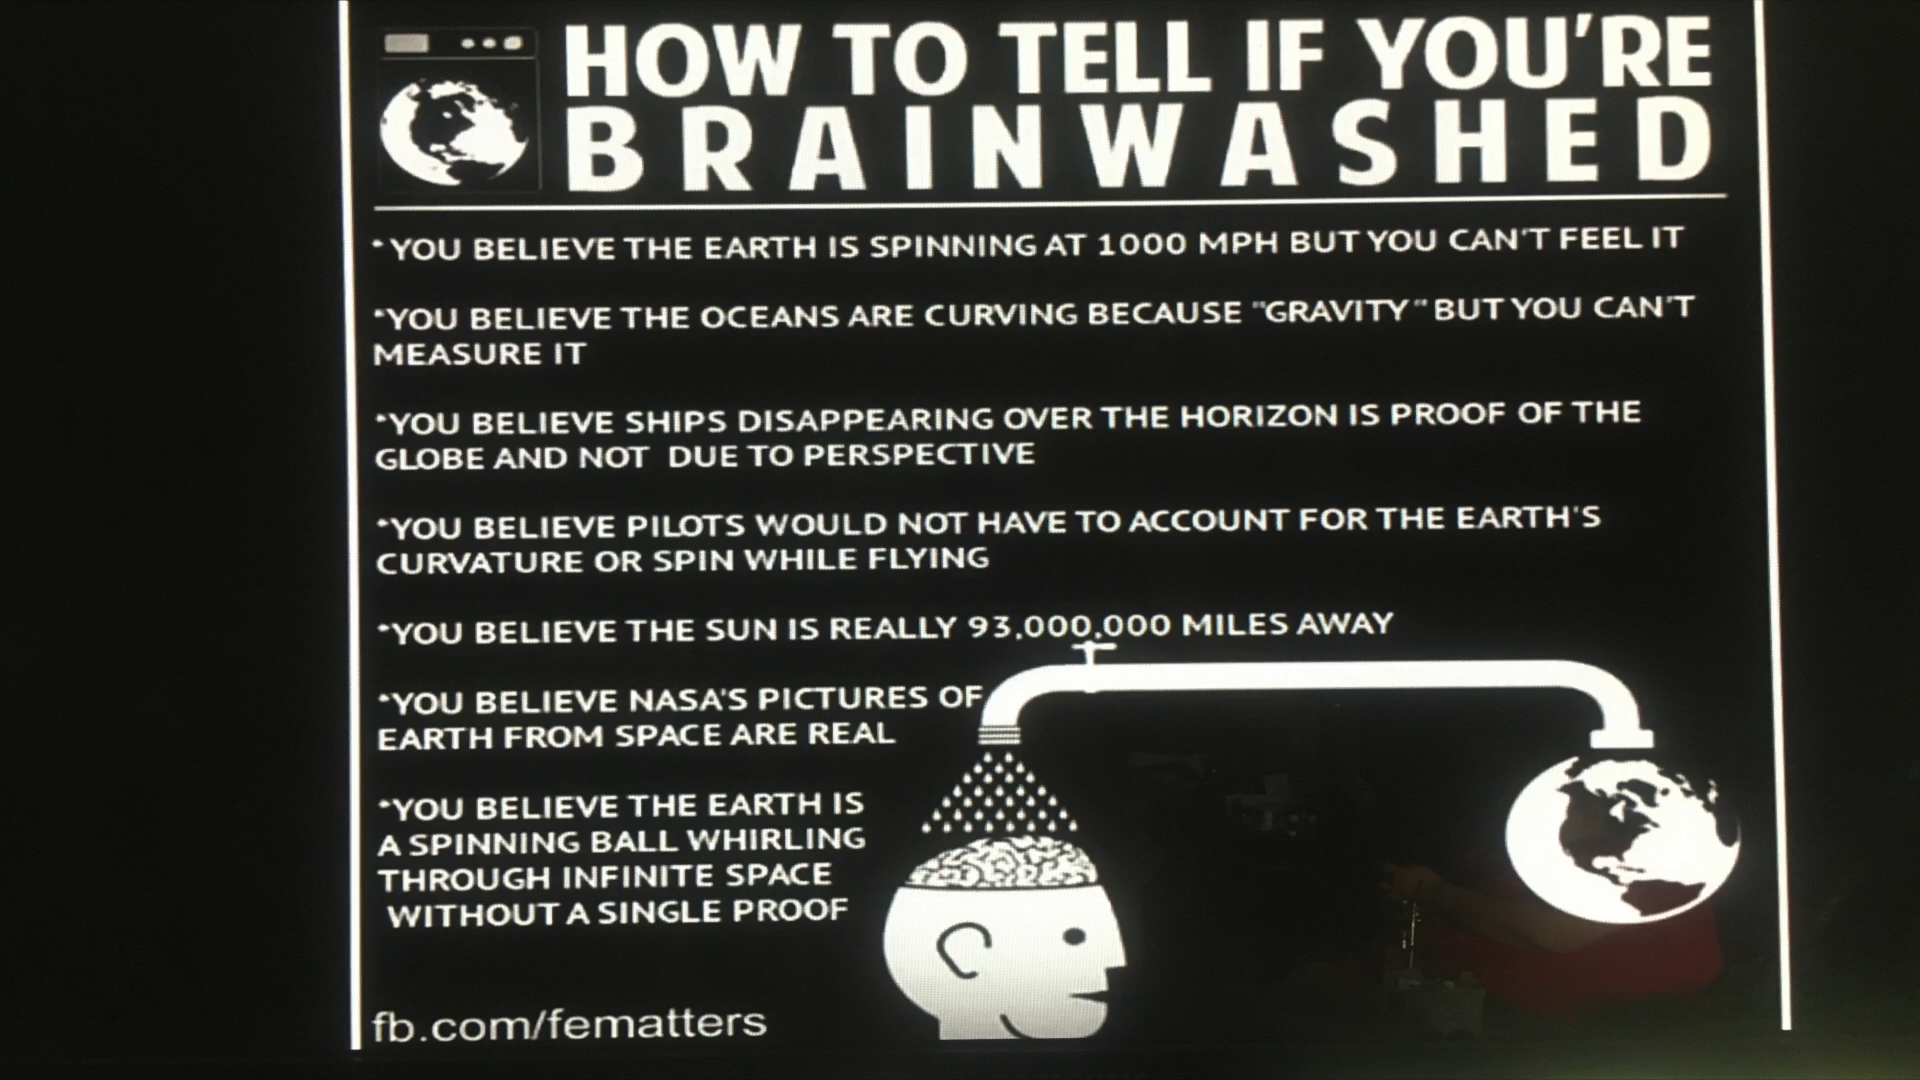 HOW TO TELL IF YOU'RE
BRAINWASHED
* YOU BELIEVE THE EARTH IS SPINNING AT 1000 MPH BUT YOU CAN'T FEEL IT
*YOU BELIEVE THE OCEANS ARE CURVING BECAUSE "GRAVITY" BUT YOU CAN'T
MEASURE IT
*YOU BELIEVE SHIPS DISAPPEARING OVER THE HORIZON IS PROOF OF THE
GLOBE AND NOT DUE TO PERSPECTIVE
*YOU BELIEVE PILOTS WOULD NOT HAVE TO ACCOUNT FOR THE EARTH'S
CURVATURE OR SPIN WHILE FLYING
*YOU BELIEVE THE SUN IS REALLY 93,000,000 MILES AWAY
*YOU BELIEVE NASA'S PICTURES OF
EARTH FROM SPACE ARE REAL
*YOU BELIEVE THE EARTH IS
A SPINNING BALL WHIRLING
THROUGH INFINITE SPACE
WITHOUT A SINGLE PROOF
fb.com/fematters